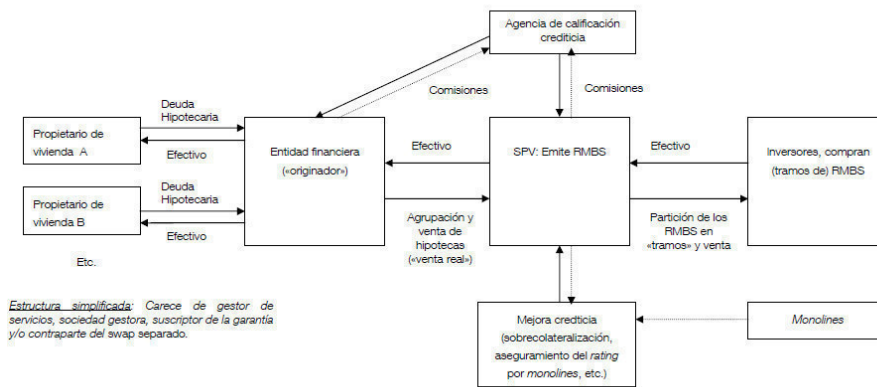 Agencia de calificación
crediticia
Comisiones
Comisiones
Deuda
Hipotecaria
Propietario de
vivienda A
Efectivo
Entidad financiera
(«originador»)
Efectivo
SPV: Emite RMBS
Efectivo
Inversores, compran
(tramos de) RMBS
Deuda
Hipotecaria
Propietario de
vivienda B
Efectivo
Agrupación y
venta de
hipotecas
(«venta real»)
Partición de los
RMBS en
«tramos» y venta
Etc.
Estructura simplificada: Carece de gestor de
servicios, sociedad gestora, suscriptor de la garantía
y/o contraparte del swap separado.
Mejora credticia
(sobrecolateralización,
aseguramiento del rating
por monolines, etc.)
Monolines